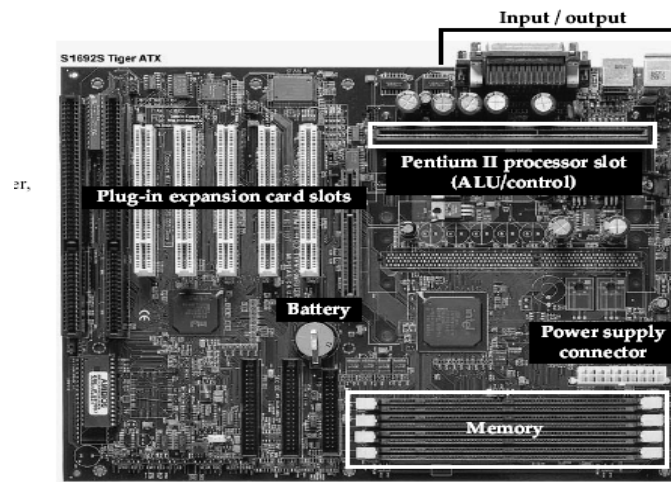 Input / output
S1692S Tiger ATX
Pentium II processor slot
(ALU/control)
er,
Plug-in expansion card slots
Battery
Power supply
connector
Memory